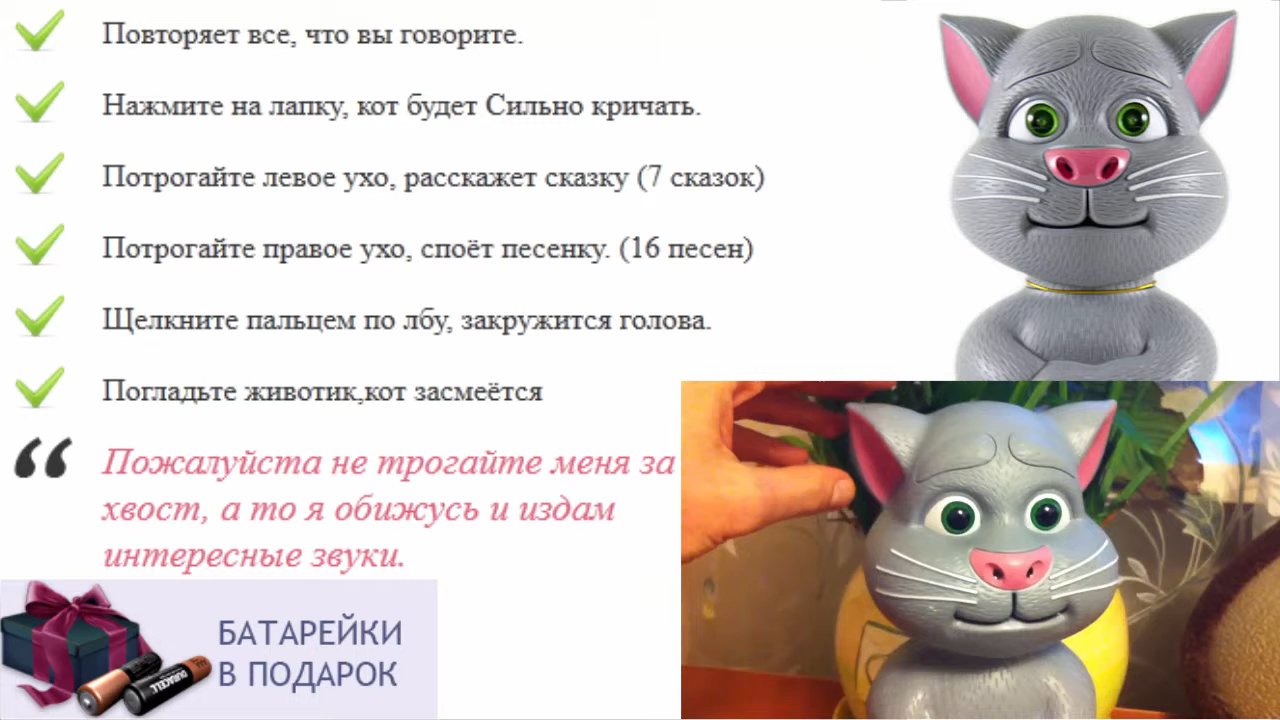 Повторяет все, что вы говорите.
Нажмите на лапку, кот будет Сильно кричать.
Потрогайте левое ухо, расскажет сказку (7 сказок)
Потрогайте правое ухо, споёт песенку. (16 песен)
Щелкните пальцем по лбу, закружится голова.
Погладьте животик,кот засмеётся
“ Пожалуйста не трогайте меня за
хвост, а то я обижусь и издам
интересные звуки.
БАТАРЕЙКИ
В ПОДАРОК
DURACELL